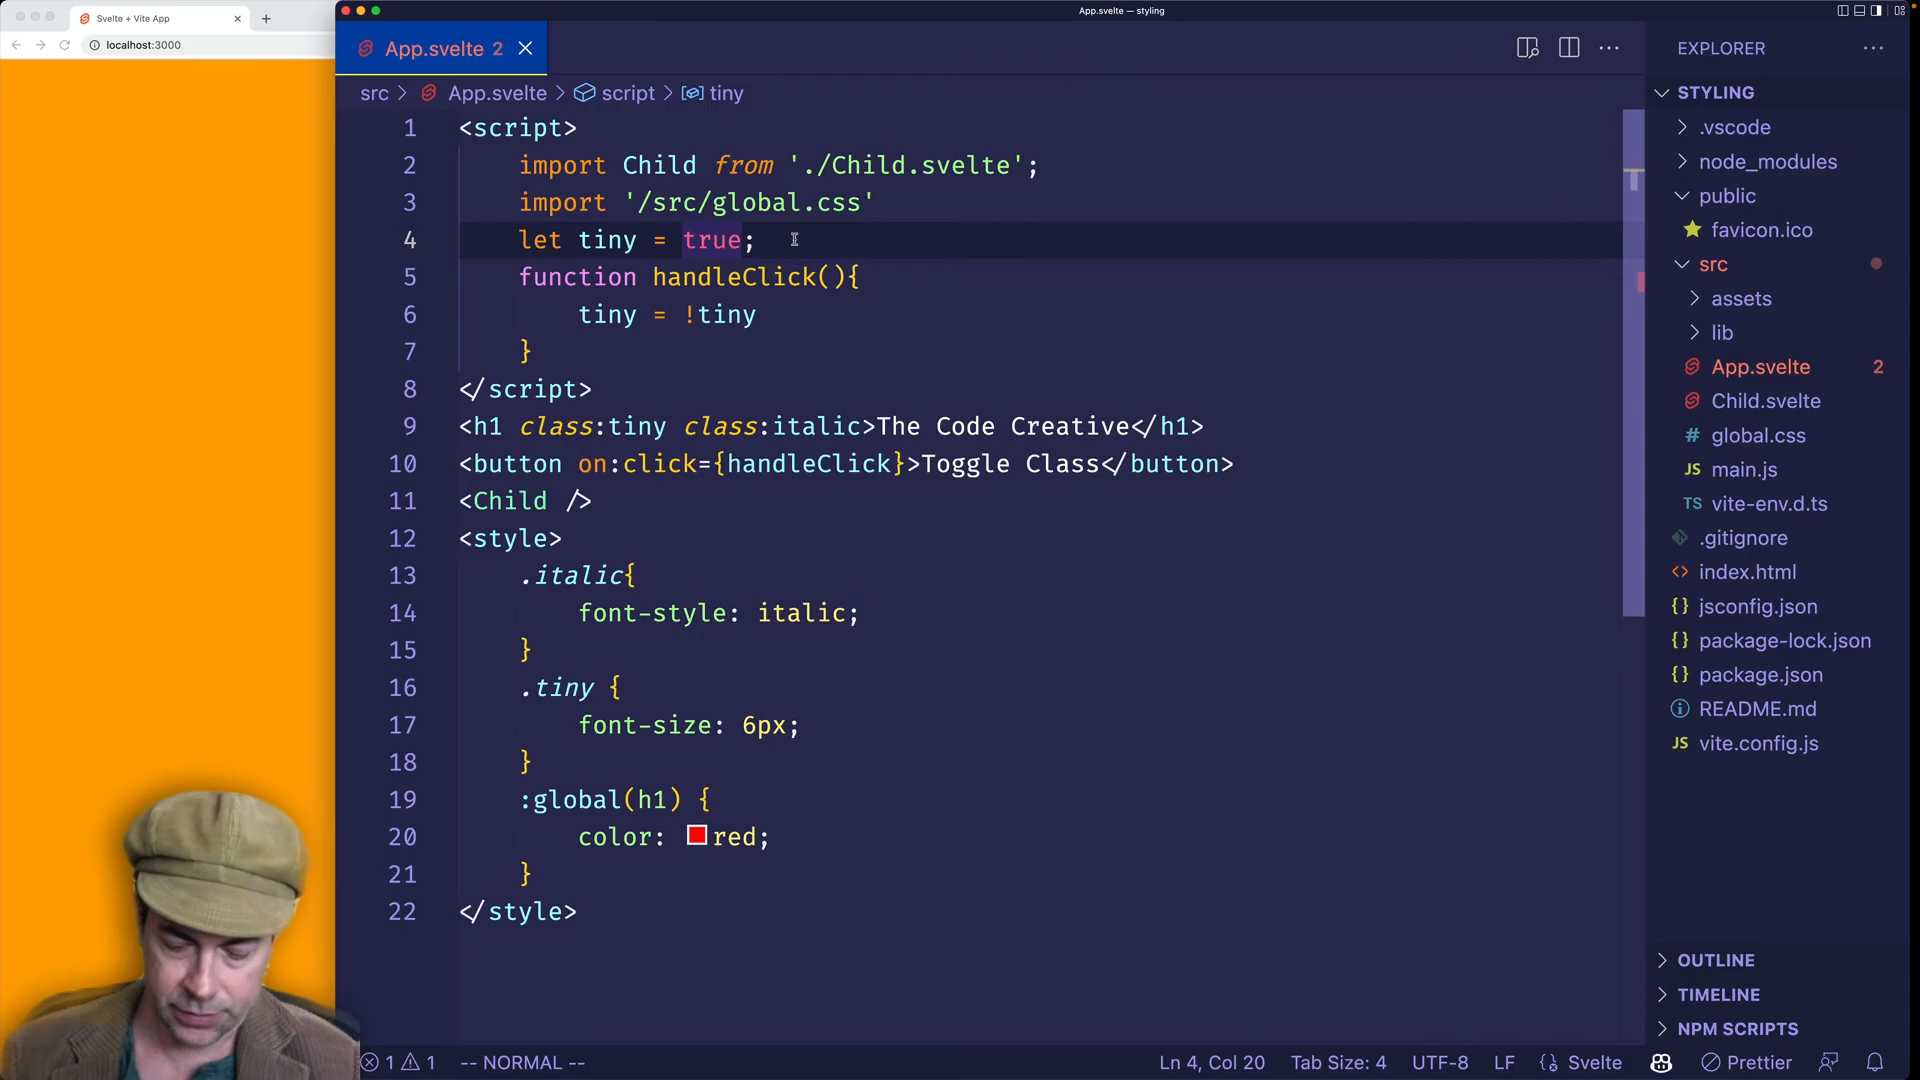 Svelte + Vite App
localhost:3000
App.svelte — styling
App.svelte 2
EXPLORER
src > App.svelte > script > tiny
STYLING
1 <script>
2 import Child from './Child.svelte';
3 import '/src/global.css'
4 let tiny = true;
5 function handleClick(){
6 tiny = !tiny
7 }
8 </script>
9 <h1 class:tiny class:italic>The Code Creative</h1>
10 <button on:click={handleClick}>Toggle Class</button>
11 <Child />
12 <style>
13 .italic{
14 font-style: italic;
15 }
16 .tiny {
17 font-size: 6px;
18 }
19 :global(h1) {
20 color: red;
21 }
22 </style>
.vscode
node_modules
public
favicon.ico
src
assets
lib
App.svelte 2
Child.svelte
global.css
JS main.js
TS vite-env.d.ts
.gitignore
index.html
jsconfig.json
package-lock.json
package.json
README.md
JS vite.config.js
OUTLINE
TIMELINE
NPM SCRIPTS
1 1 -- NORMAL --
Ln 4, Col 20 Tab Size: 4 UTF-8 LF Svelte Prettier